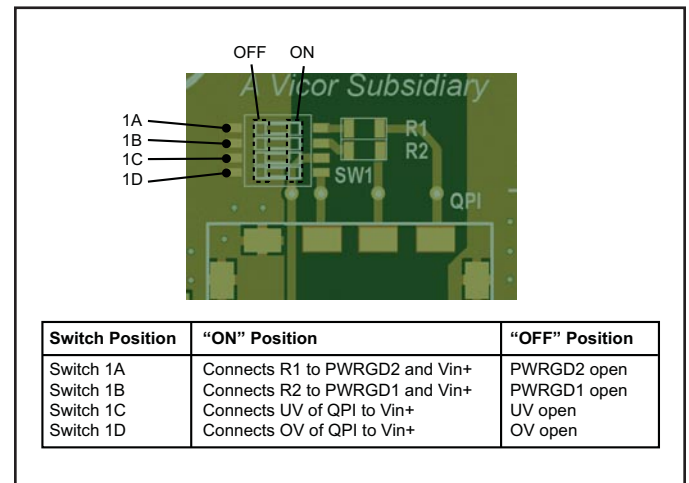 OFF ON
A Vicor Subsidiary
1A
1B
1C
1D
R1
R2
SW1
QPI
Switch Position “ON” Position “OFF” Position
Switch 1A Connects R1 to PWRGD2 and Vin+ PWRGD2 open
Switch 1B Connects R2 to PWRGD1 and Vin+ PWRGD1 open
Switch 1C Connects UV of QPI to Vin+ UV open
Switch 1D Connects OV of QPI to Vin+ OV open